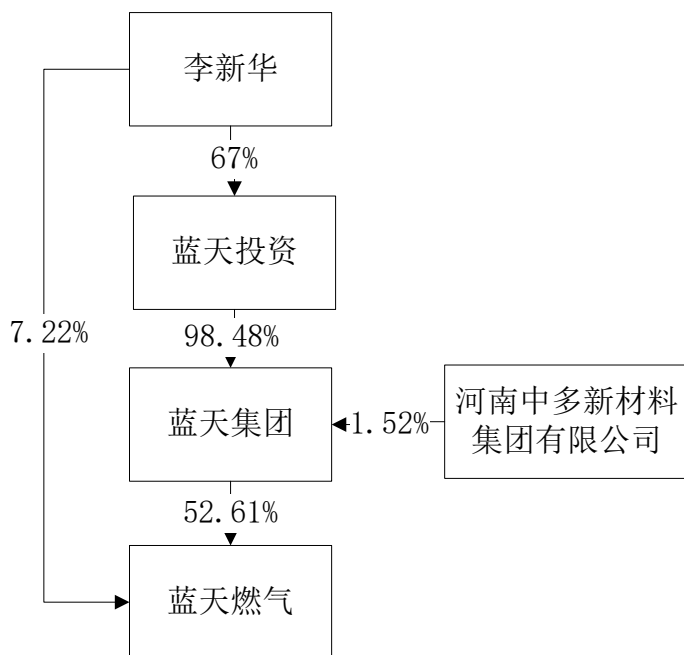 李新华
67%
蓝天投资
7.22%
98.48%
蓝天集团
1.52%
河南中多新材料
集团有限公司
52.61%
蓝天燃气